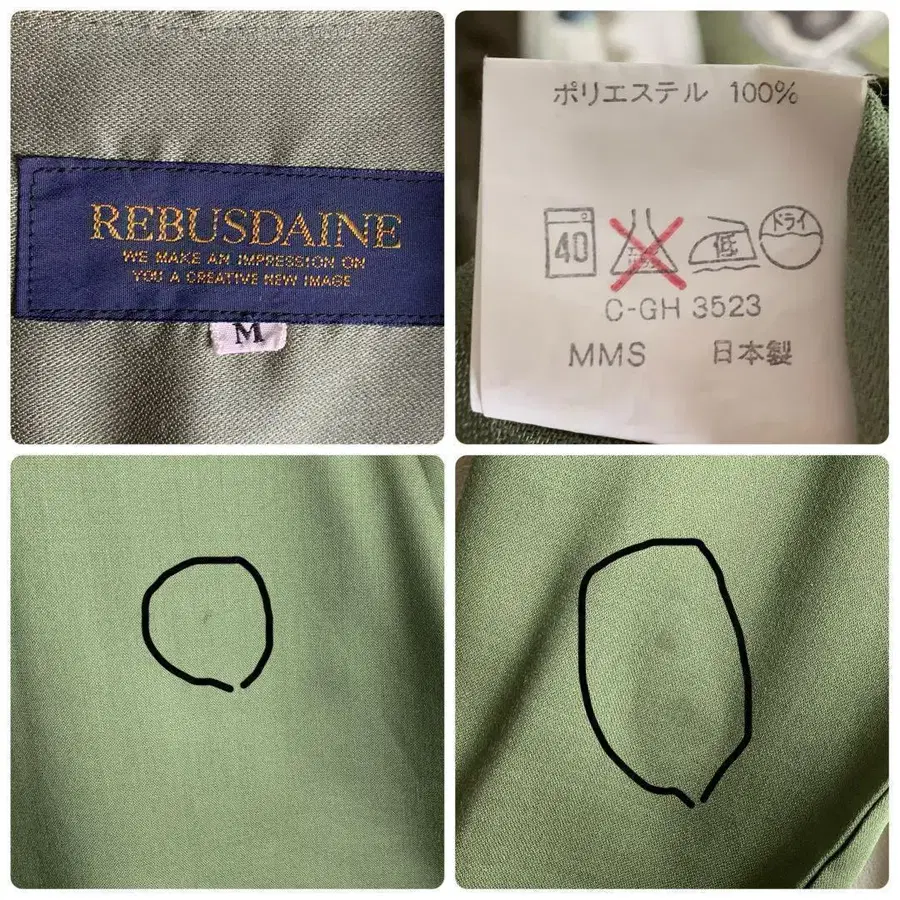 REBUSDAINE
WE MAKE AN IMPRESSION ON
YOU A CREATIVE NEW IMAGE
M
ポリエステル 100%
40
低
ドライ
C-GH 3523
MMS 日本製